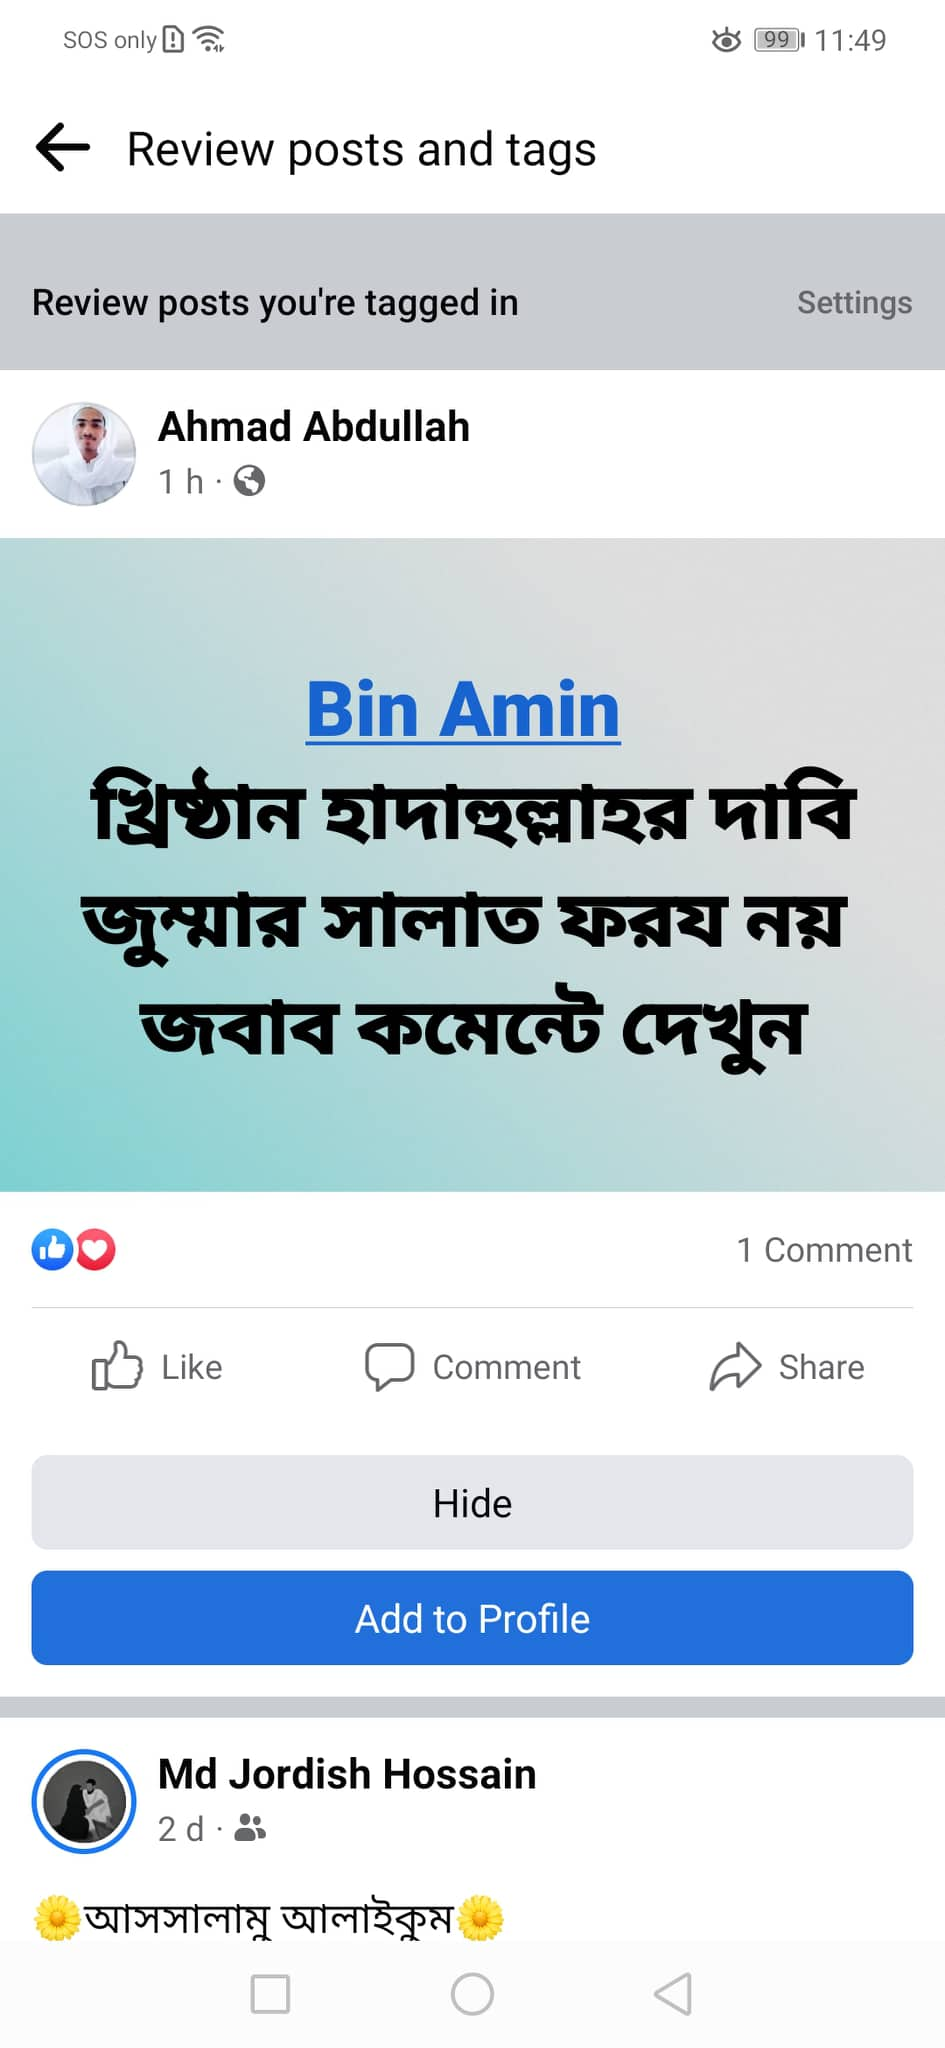 SOS only 99 11:49
Review posts and tags
Review posts you're tagged in Settings
Ahmad Abdullah
1 h ·
Bin Amin
খ্রিষ্ঠান হাদাহুল্লাহর দাবি
জুম্মার সালাত ফরয নয়
জবাব কমেন্টে দেখুন
1 Comment
Like Comment Share
Hide
Add to Profile
Md Jordish Hossain
2 d ·
🌼আসসালামু আলাইকুম🌼